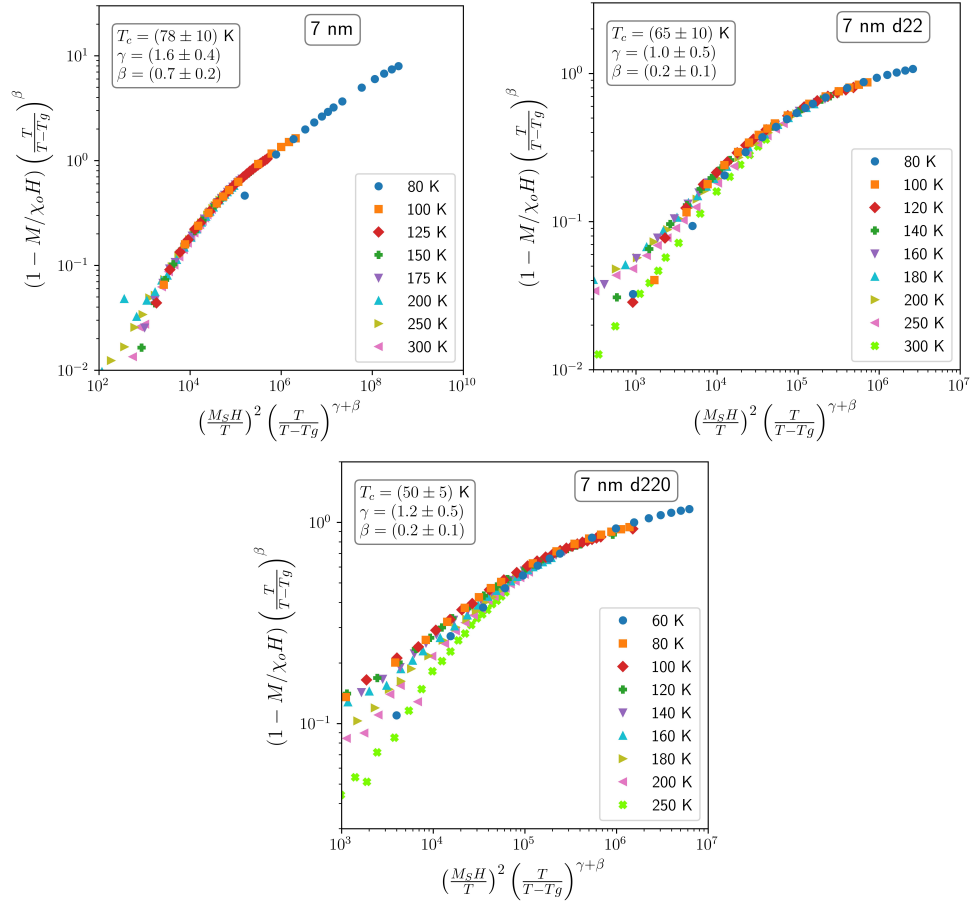 T_c = (78 ± 10) K
γ = (1.6 ± 0.4)
β = (0.7 ± 0.2)
7 nm
10^1
10^0
10^−1
10^−2
(1 − M/χ_oH) (T/(T−Tg))^β
80 K
100 K
125 K
150 K
175 K
200 K
250 K
300 K
10^2
10^4
10^6
10^8
10^10
(M_SH/T)^2 (T/(T−Tg))^{γ+β}
T_c = (65 ± 10) K
γ = (1.0 ± 0.5)
β = (0.2 ± 0.1)
7 nm d22
10^0
10^−1
10^−2
(1 − M/χ_oH) (T/(T−Tg))^β
80 K
100 K
120 K
140 K
160 K
180 K
200 K
250 K
300 K
10^3
10^4
10^5
10^6
10^7
(M_SH/T)^2 (T/(T−Tg))^{γ+β}
T_c = (50 ± 5) K
γ = (1.2 ± 0.5)
β = (0.2 ± 0.1)
7 nm d220
10^0
10^−1
(1 − M/χ_oH) (T/(T−Tg))^β
60 K
80 K
100 K
120 K
140 K
160 K
180 K
200 K
250 K
10^3
10^4
10^5
10^6
10^7
(M_SH/T)^2 (T/(T−Tg))^{γ+β}